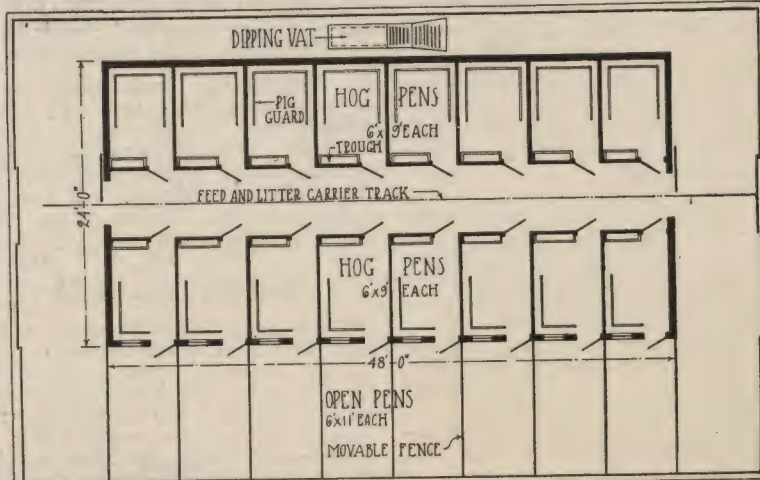 DIPPING VAT
PIG
GUARD
HOG PENS
6'x9' EACH
TROUGH
FEED AND LITTER CARRIER TRACK
24'-0"
HOG PENS
6'x9' EACH
48'-0"
OPEN PENS
6'x11' EACH
MOVABLE FENCE